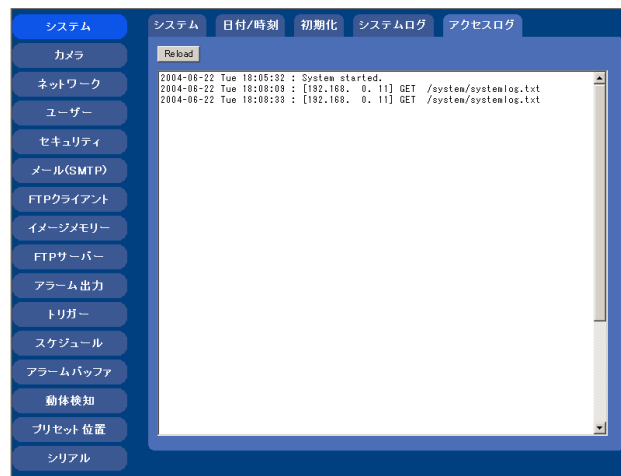 システム
カメラ
ネットワーク
ユーザー
セキュリティ
メール(SMTP)
FTPクライアント
イメージメモリー
FTPサーバー
アラーム出力
トリガー
スケジュール
アラームバッファ
動体検知
プリセット位置
シリアル
システム 日付/時刻 初期化 システムログ アクセスログ
Reload
2004-06-22 Tue 18:05:32 : System started.
2004-06-22 Tue 18:08:09 : [192.168.  0. 11] GET  /system/systemlog.txt
2004-06-22 Tue 18:08:33 : [192.168.  0. 11] GET  /system/systemlog.txt